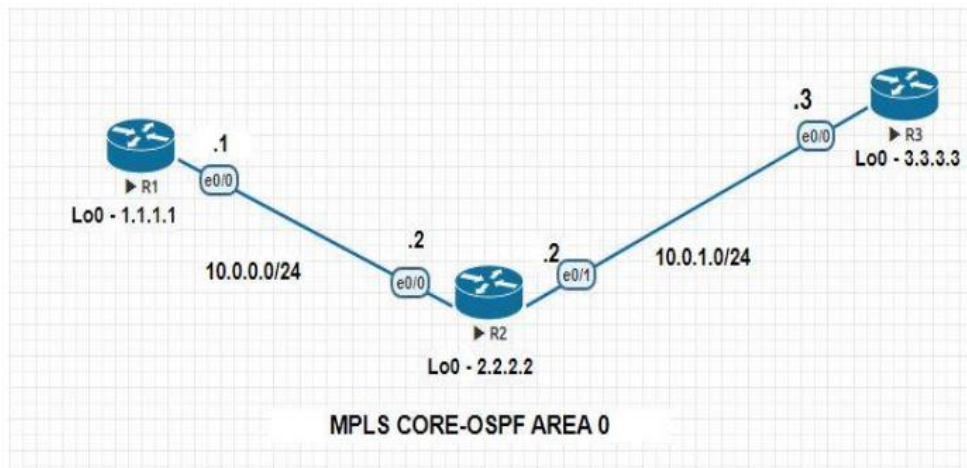 .3
e0/0
R3
Lo0 - 3.3.3.3
.1
e0/0
R1
Lo0 - 1.1.1.1
10.0.0.0/24
.2
e0/0
.2
e0/1
10.0.1.0/24
R2
Lo0 - 2.2.2.2
MPLS CORE-OSPF AREA 0